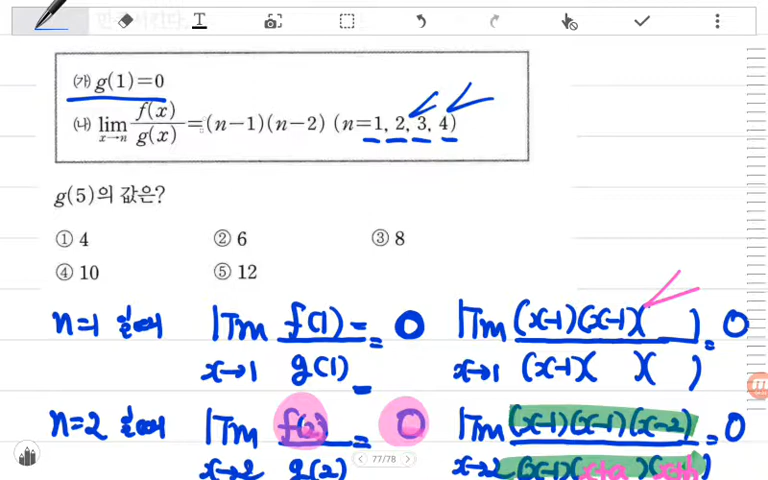 ㈎ g(1)=0
㈏ lim_{x→n} f(x)/g(x) =(n-1)(n-2) (n=1, 2, 3, 4)
g(5)의 값은?
① 4 ② 6 ③ 8
④ 10 ⑤ 12
n=1 일때 lim_{x→1} f(1)/g(1) = 0 lim_{x→1} (x-1)(x-1)( )/(x-1)( )( ) = 0
n=2 일때 lim_{x→2} f(2)/g(2) = 0 lim_{x→2} (x-1)(x-1)(x-2)/(x-1)(x+a)(x+b) = 0
77/78